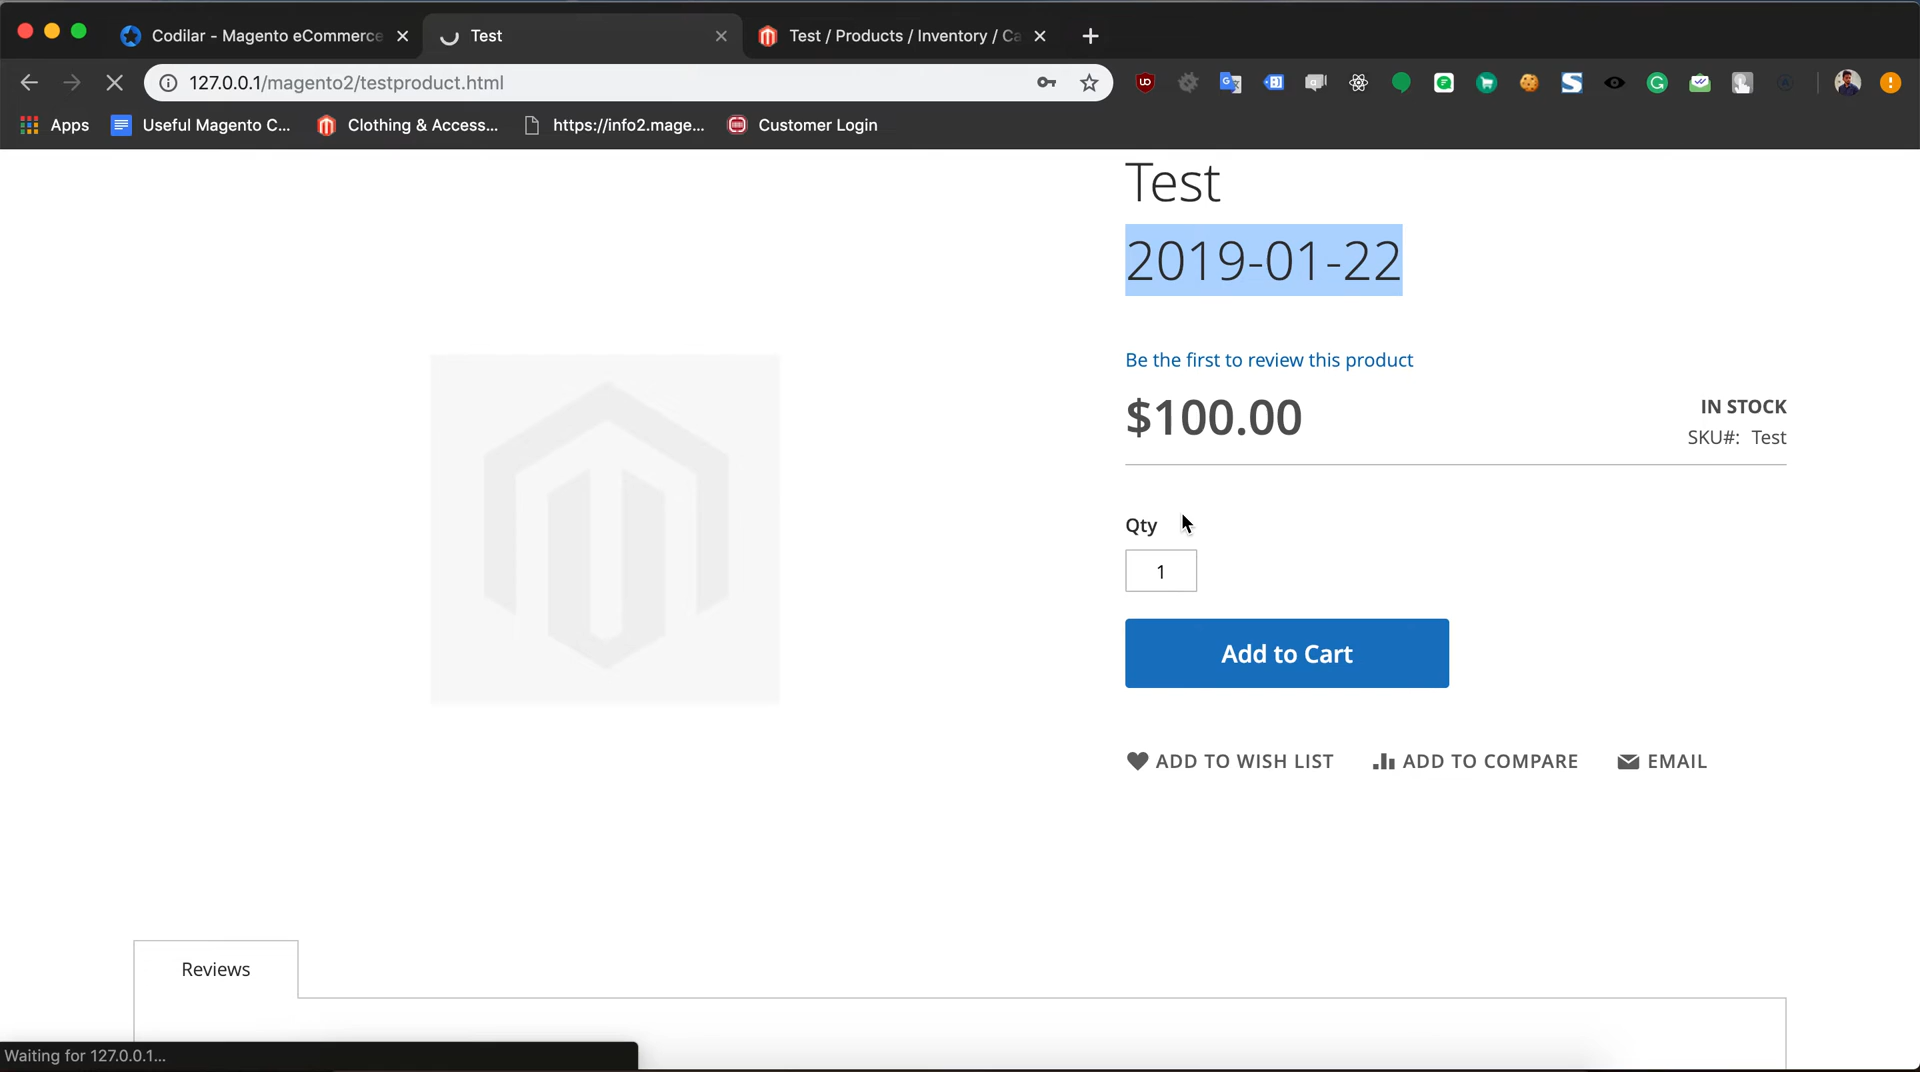 Codilar - Magento eCommerce
Test
Test / Products / Inventory / Ca
127.0.0.1/magento2/testproduct.html
Apps
Useful Magento C...
Clothing & Access...
https://info2.mage...
Customer Login
Test
2019-01-22
Be the first to review this product
$100.00
IN STOCK
SKU#: Test
Qty
1
Add to Cart
ADD TO WISH LIST
ADD TO COMPARE
EMAIL
Reviews
Waiting for 127.0.0.1...